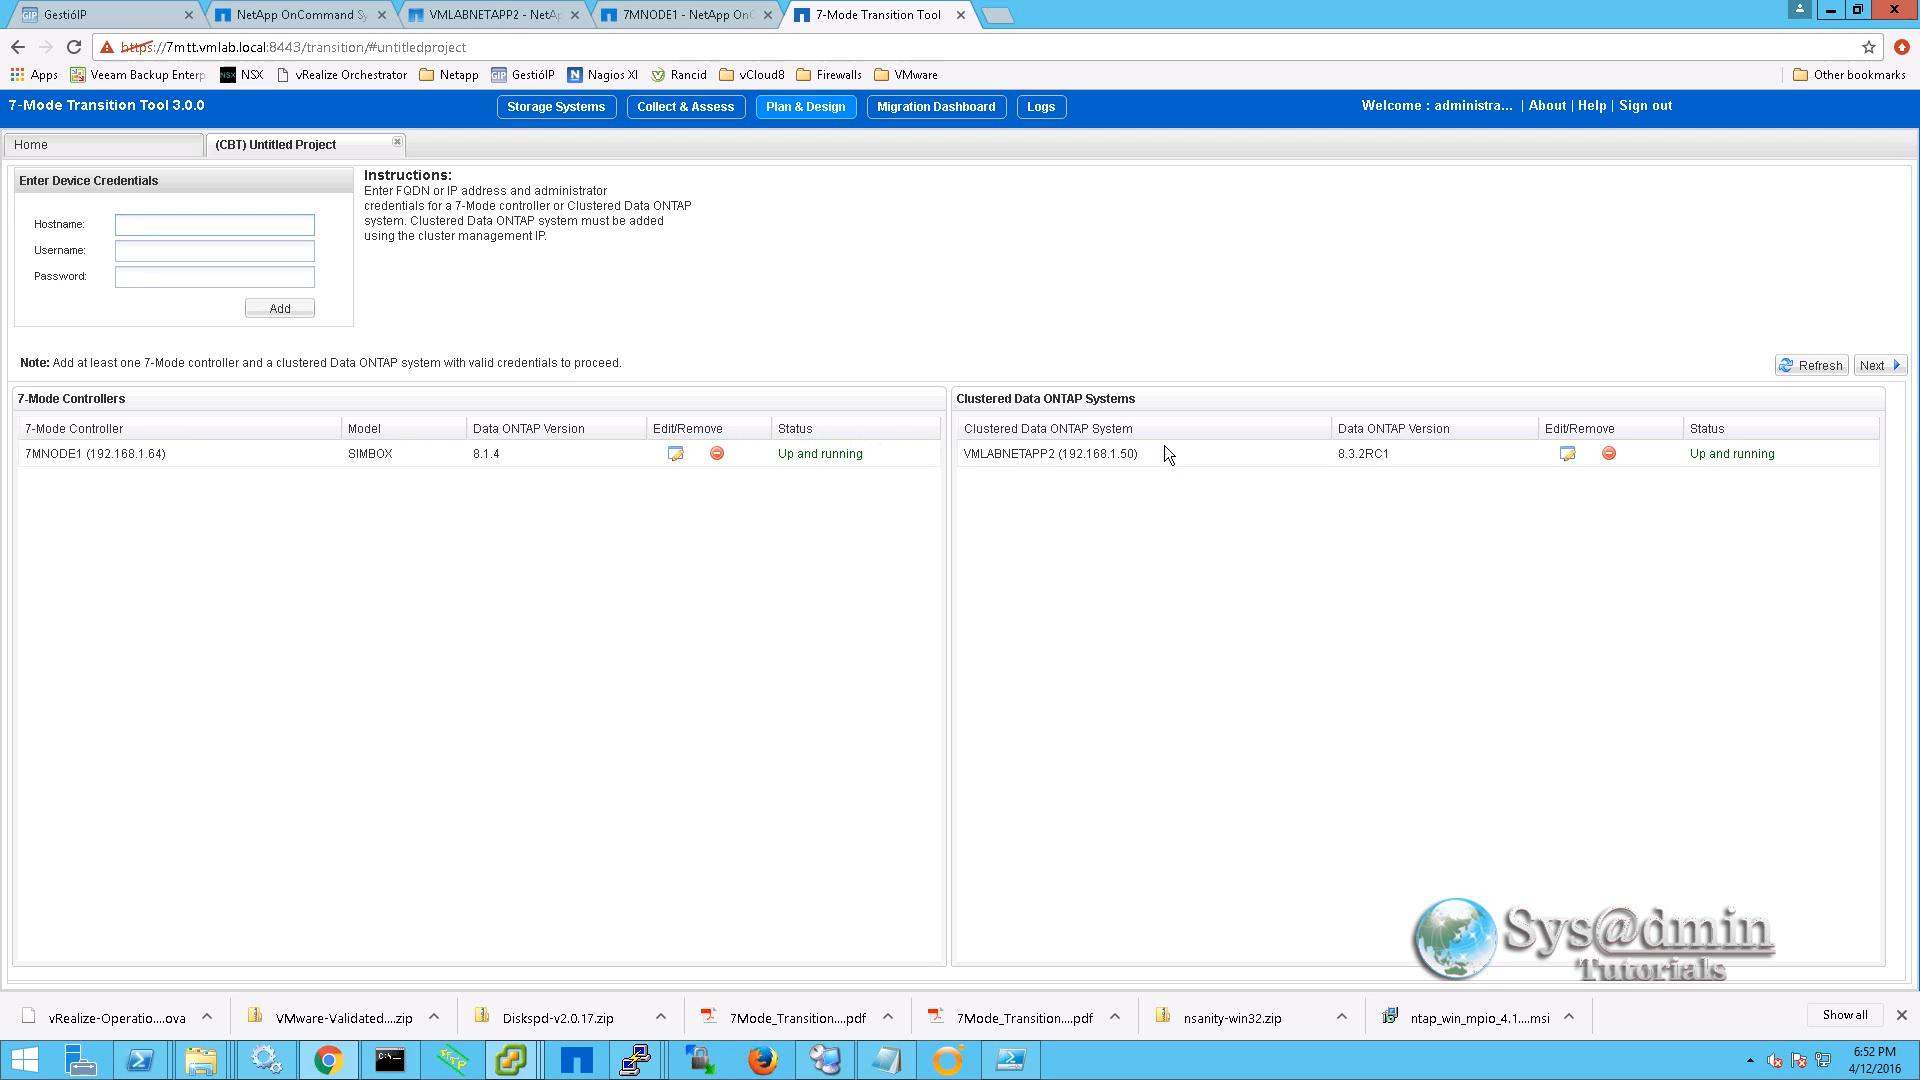 GestióIP
NetApp OnCommand Sy
VMLABNETAPP2 - NetAp
7MNODE1 - NetApp OnC
7-Mode Transition Tool
https://7mtt.vmlab.local:8443/transition/#untitledproject
Apps
Veeam Backup Enterp
NSX
NSX
vRealize Orchestrator
Netapp
GIP
GestióIP
N
Nagios XI
Rancid
vCloud8
Firewalls
VMware
Other bookmarks
7-Mode Transition Tool 3.0.0
Storage Systems
Collect & Assess
Plan & Design
Migration Dashboard
Logs
Welcome : administra... | About | Help | Sign out
Home
(CBT) Untitled Project
Enter Device Credentials
Hostname:
Username:
Password:
Add
Instructions:
Enter FQDN or IP address and administrator
credentials for a 7-Mode controller or Clustered Data ONTAP
system. Clustered Data ONTAP system must be added
using the cluster management IP.
Note: Add at least one 7-Mode controller and a clustered Data ONTAP system with valid credentials to proceed.
Refresh
Next
7-Mode Controllers
7-Mode Controller Model Data ONTAP Version Edit/Remove Status
7MNODE1 (192.168.1.64) SIMBOX 8.1.4 Up and running
Clustered Data ONTAP Systems
Clustered Data ONTAP System Data ONTAP Version Edit/Remove Status
VMLABNETAPP2 (192.168.1.50) 8.3.2RC1 Up and running
Sys@dmin
Tutorials
vRealize-Operatio....ova
VMware-Validated....zip
Diskspd-v2.0.17.zip
7Mode_Transition....pdf
7Mode_Transition....pdf
nsanity-win32.zip
ntap_win_mpio_4.1....msi
Show all
C:\_
6:52 PM
4/12/2016